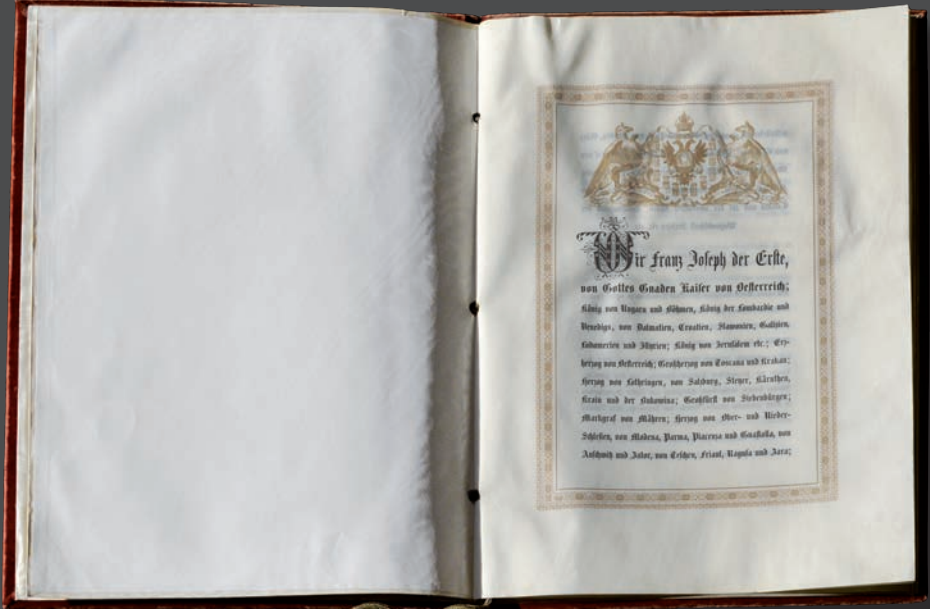 Wir Franz Joseph der Erste,
von Gottes Gnaden Kaiser von Oesterreich;
König von Ungarn und Böhmen, König der Lombardie und
Venedigs, von Dalmatien, Croatien, Slawonien, Galizien,
Lodomerien und Illyrien; König von Jerusalem etc.; Erz-
herzog von Oesterreich; Großherzog von Toscana und Krakau;
Herzog von Lothringen, von Salzburg, Steyer, Kärnthen,
Krain und der Bukowina; Großfürst von Siebenbürgen;
Markgraf von Mähren; Herzog von Ober- und Nieder-
Schlesien, von Modena, Parma, Piacenza und Guastalla, von
Auschwitz und Zator, von Teschen, Friaul, Ragusa und Zara;